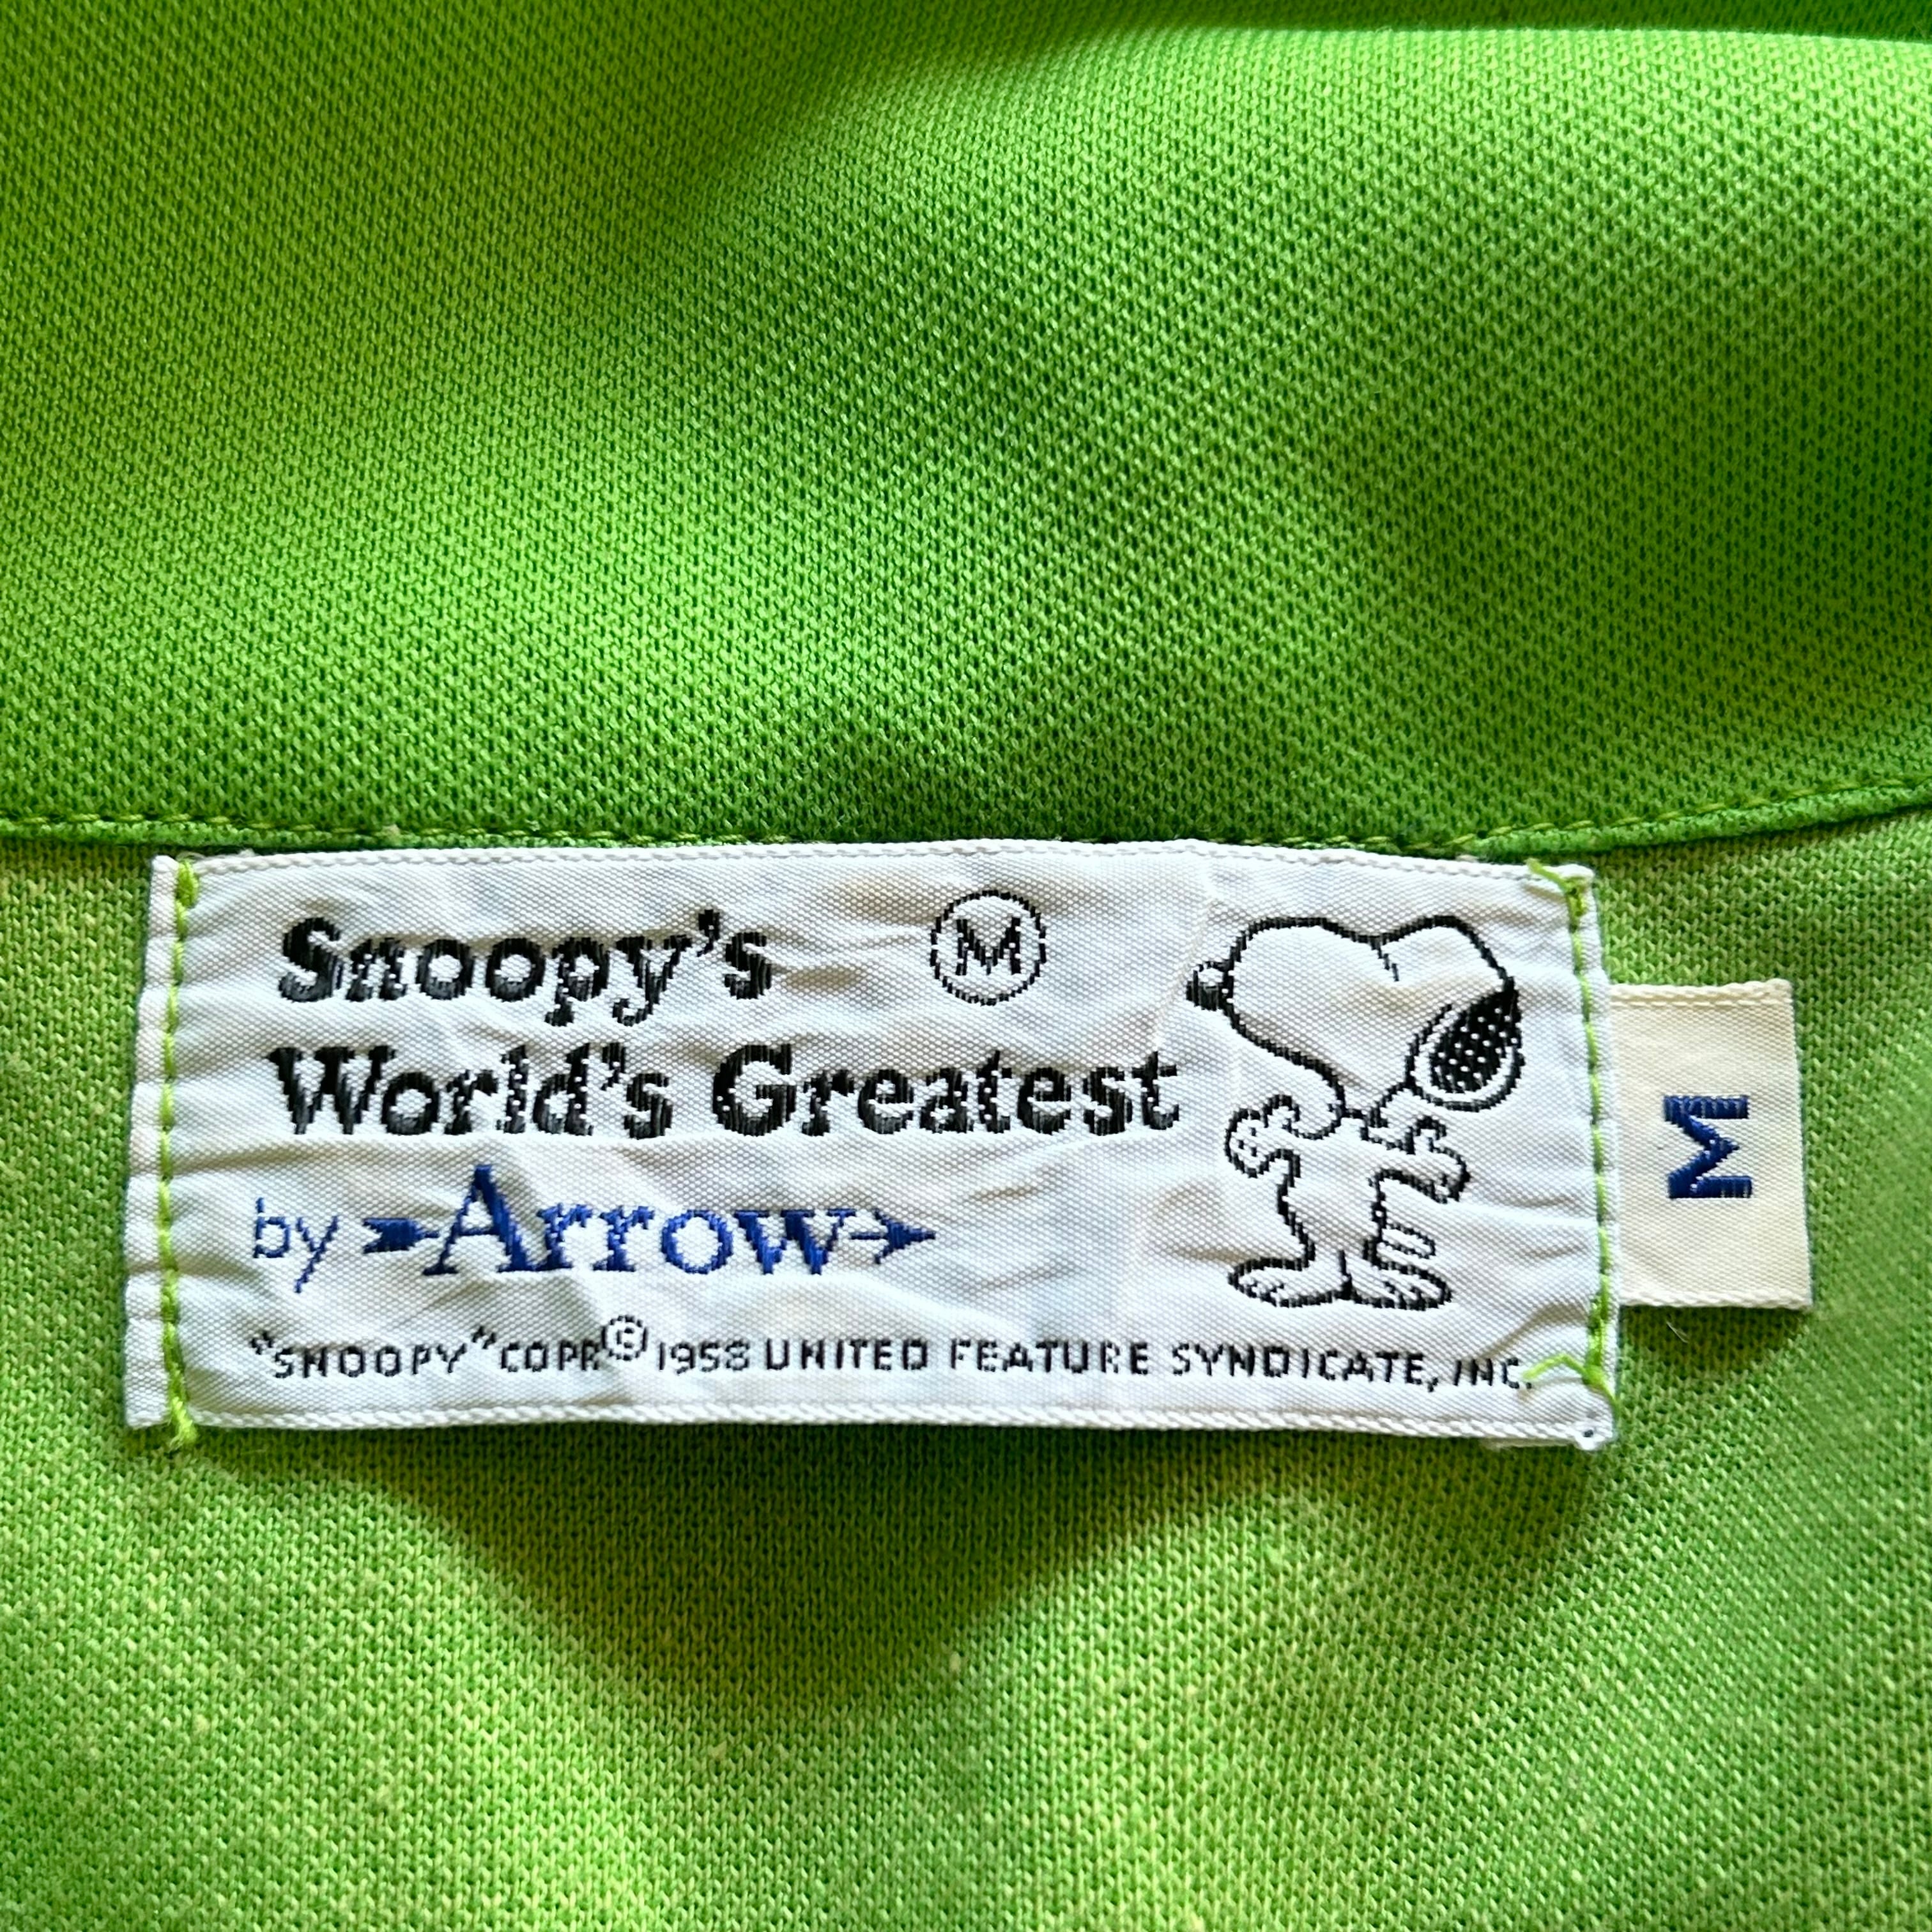 Snoopy's Ⓜ
World's Greatest
by Arrow
"SNOOPY" COPR © 1958 UNITED FEATURE SYNDICATE, INC.
M